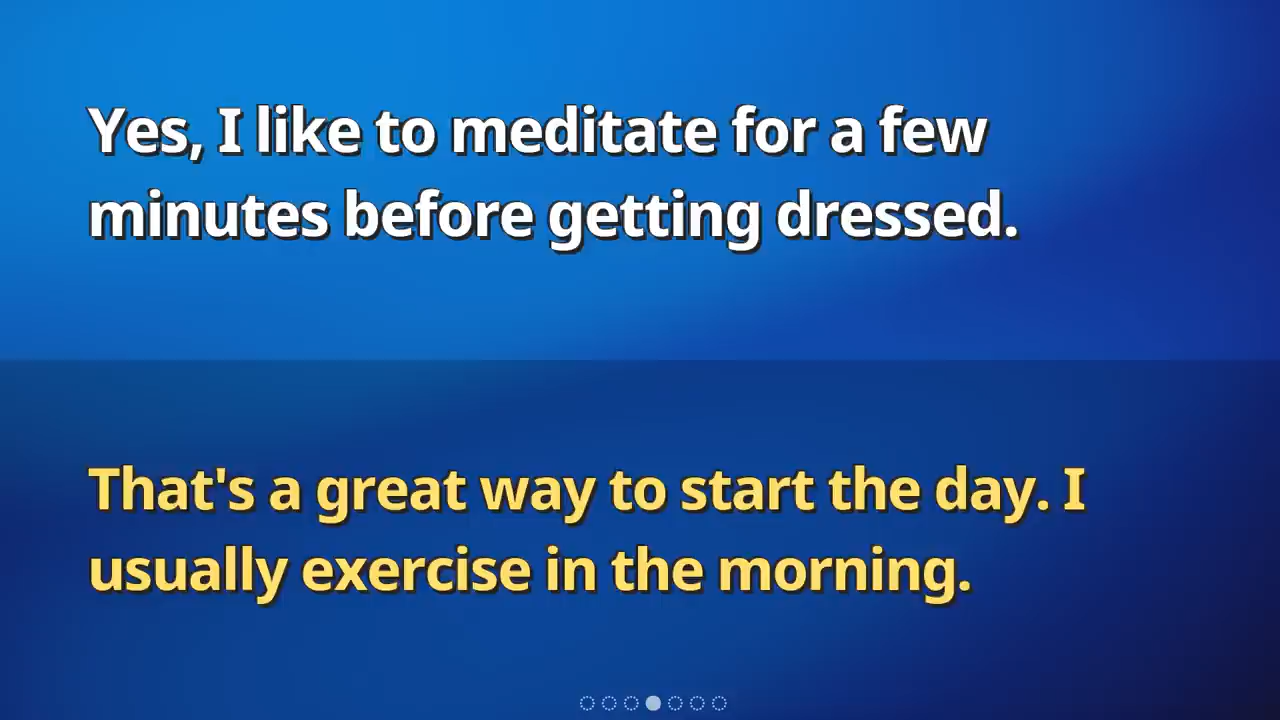 Yes, I like to meditate for a few
minutes before getting dressed.
That's a great way to start the day. I
usually exercise in the morning.